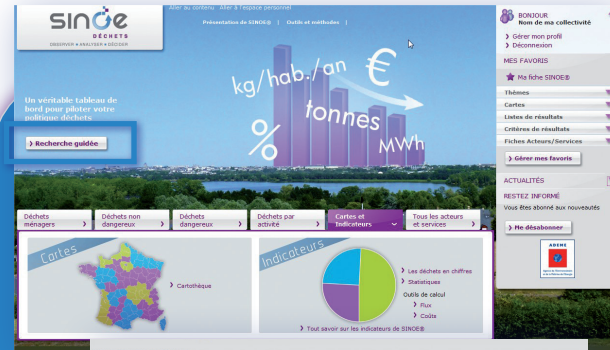 Aller au contenu Aller à l'espace personnel
SINOE
DÉCHETS
OBSERVER • ANALYSER • DÉCIDER
Présentation de SINOE® | Outils et méthodes |
kg/hab./an €
tonnes
% MWh
Un véritable tableau de
bord pour piloter votre
politique déchets
Recherche guidée
Déchets
ménagers
Déchets non
dangereux
Déchets
dangereux
Déchets par
activité
Cartes et
Indicateurs
Tous les acteurs
et services
Cartes
Cartothèque
Indicateurs
Les déchets en chiffres
Statistiques
Outils de calcul
Flux
Coûts
Tout savoir sur les indicateurs de SINOE®
BONJOUR
Nom de ma collectivité
Gérer mon profil
Déconnexion
MES FAVORIS
Ma fiche SINOE®
Thèmes
Cartes
Listes de résultats
Critères de résultats
Fiches Acteurs/Services
Gérer mes favoris
ACTUALITÉS
RESTEZ INFORMÉ
Vous êtes abonné aux nouveautés
Me désabonner
ADEME